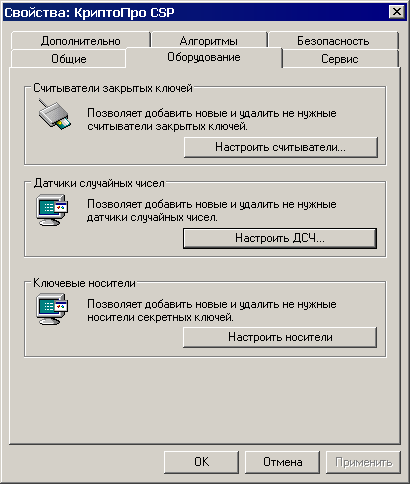 Свойства: КриптоПро CSP
Дополнительно Алгоритмы Безопасность
Общие Оборудование Сервис
Считыватели закрытых ключей
Позволяет добавить новые и удалить не нужные
считыватели закрытых ключей.
Настроить считыватели...
Датчики случайных чисел
Позволяет добавить новые и удалить не нужные
датчики случайных чисел.
Настроить ДСЧ...
Ключевые носители
Позволяет добавить новые и удалить не нужные
носители секретных ключей.
Настроить носители
ОК Отмена Применить